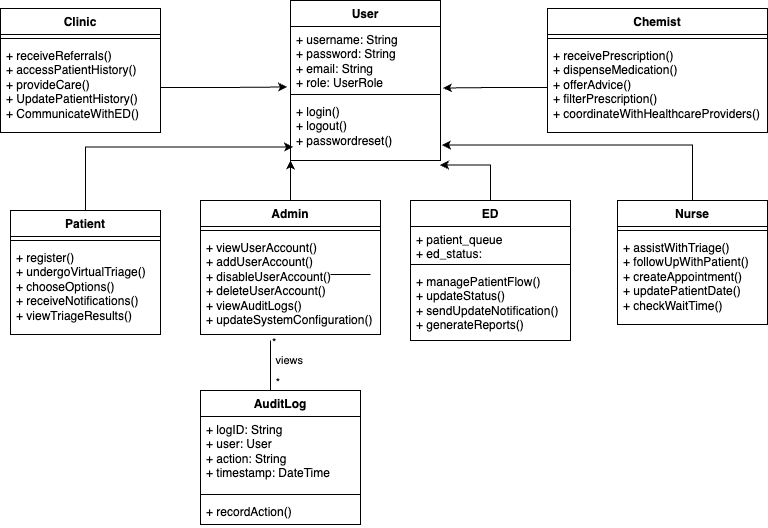 Clinic
+ receiveReferrals()
+ accessPatientHistory()
+ provideCare()
+ UpdatePatientHistory()
+ CommunicateWithED()
User
+ username: String
+ password: String
+ email: String
+ role: UserRole
+ login()
+ logout()
+ passwordreset()
Chemist
+ receivePrescription()
+ dispenseMedication()
+ offerAdvice()
+ filterPrescription()
+ coordinateWithHealthcareProviders()
Patient
+ register()
+ undergoVirtualTriage()
+ chooseOptions()
+ receiveNotifications()
+ viewTriageResults()
Admin
+ viewUserAccount()
+ addUserAccount()
+ disableUserAccount()
+ deleteUserAccount()
+ viewAuditLogs()
+ updateSystemConfiguration()
ED
+ patient_queue
+ ed_status:
+ managePatientFlow()
+ updateStatus()
+ sendUpdateNotification()
+ generateReports()
Nurse
+ assistWithTriage()
+ followUpWithPatient()
+ createAppointment()
+ updatePatientDate()
+ checkWaitTime()
*
views
*
AuditLog
+ logID: String
+ user: User
+ action: String
+ timestamp: DateTime
+ recordAction()